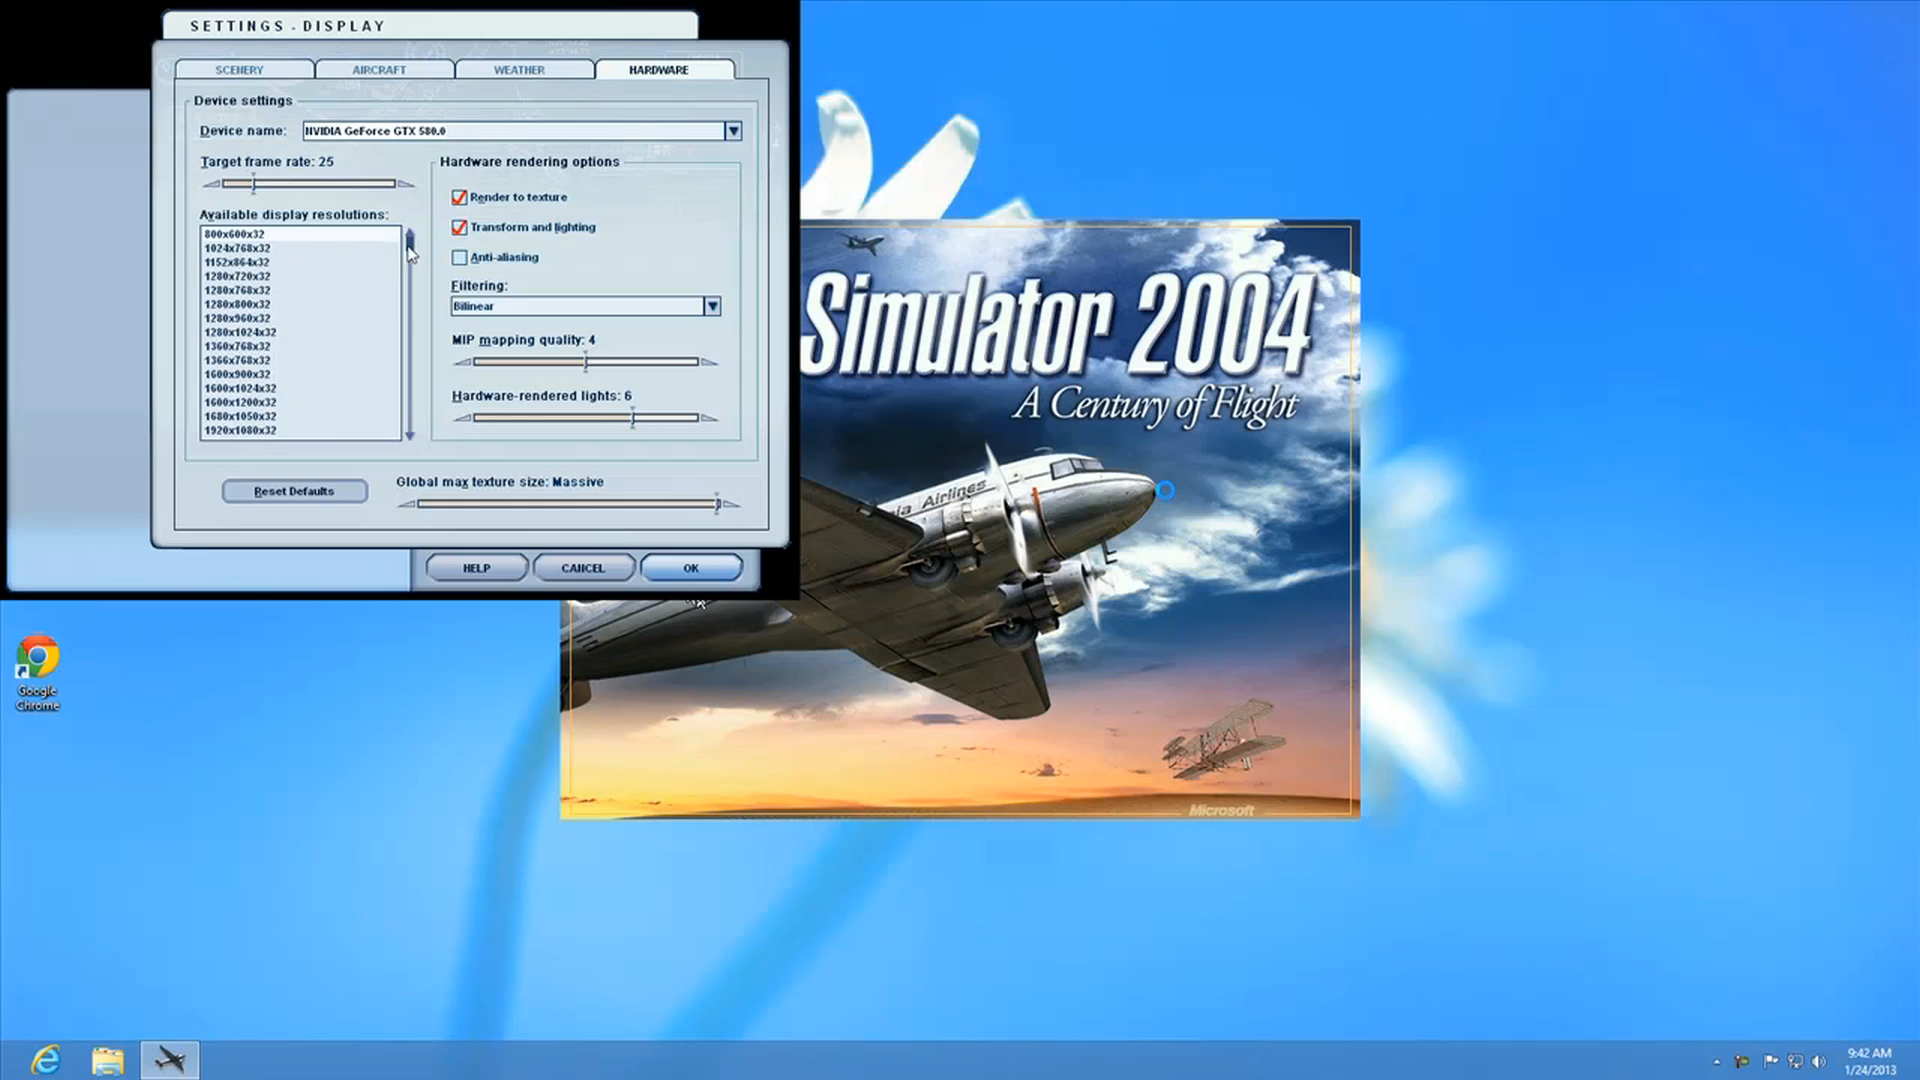 SETTINGS - DISPLAY
SCENERY
AIRCRAFT
WEATHER
HARDWARE
Device settings
Device name: NVIDIA GeForce GTX 580.0
Target frame rate: 25
Available display resolutions:
800x600x32
1024x768x32
1152x864x32
1280x720x32
1280x768x32
1280x800x32
1280x960x32
1280x1024x32
1360x768x32
1366x768x32
1600x900x32
1600x1024x32
1600x1200x32
1680x1050x32
1920x1080x32
Hardware rendering options
Render to texture
Transform and lighting
Anti-aliasing
Filtering:
Bilinear
MIP mapping quality: 4
Hardware-rendered lights: 6
Reset Defaults
Global max texture size: Massive
HELP
CANCEL
OK
Simulator 2004
A Century of Flight
Airlines
Microsoft
Google
Chrome
9:42 AM
1/24/2013